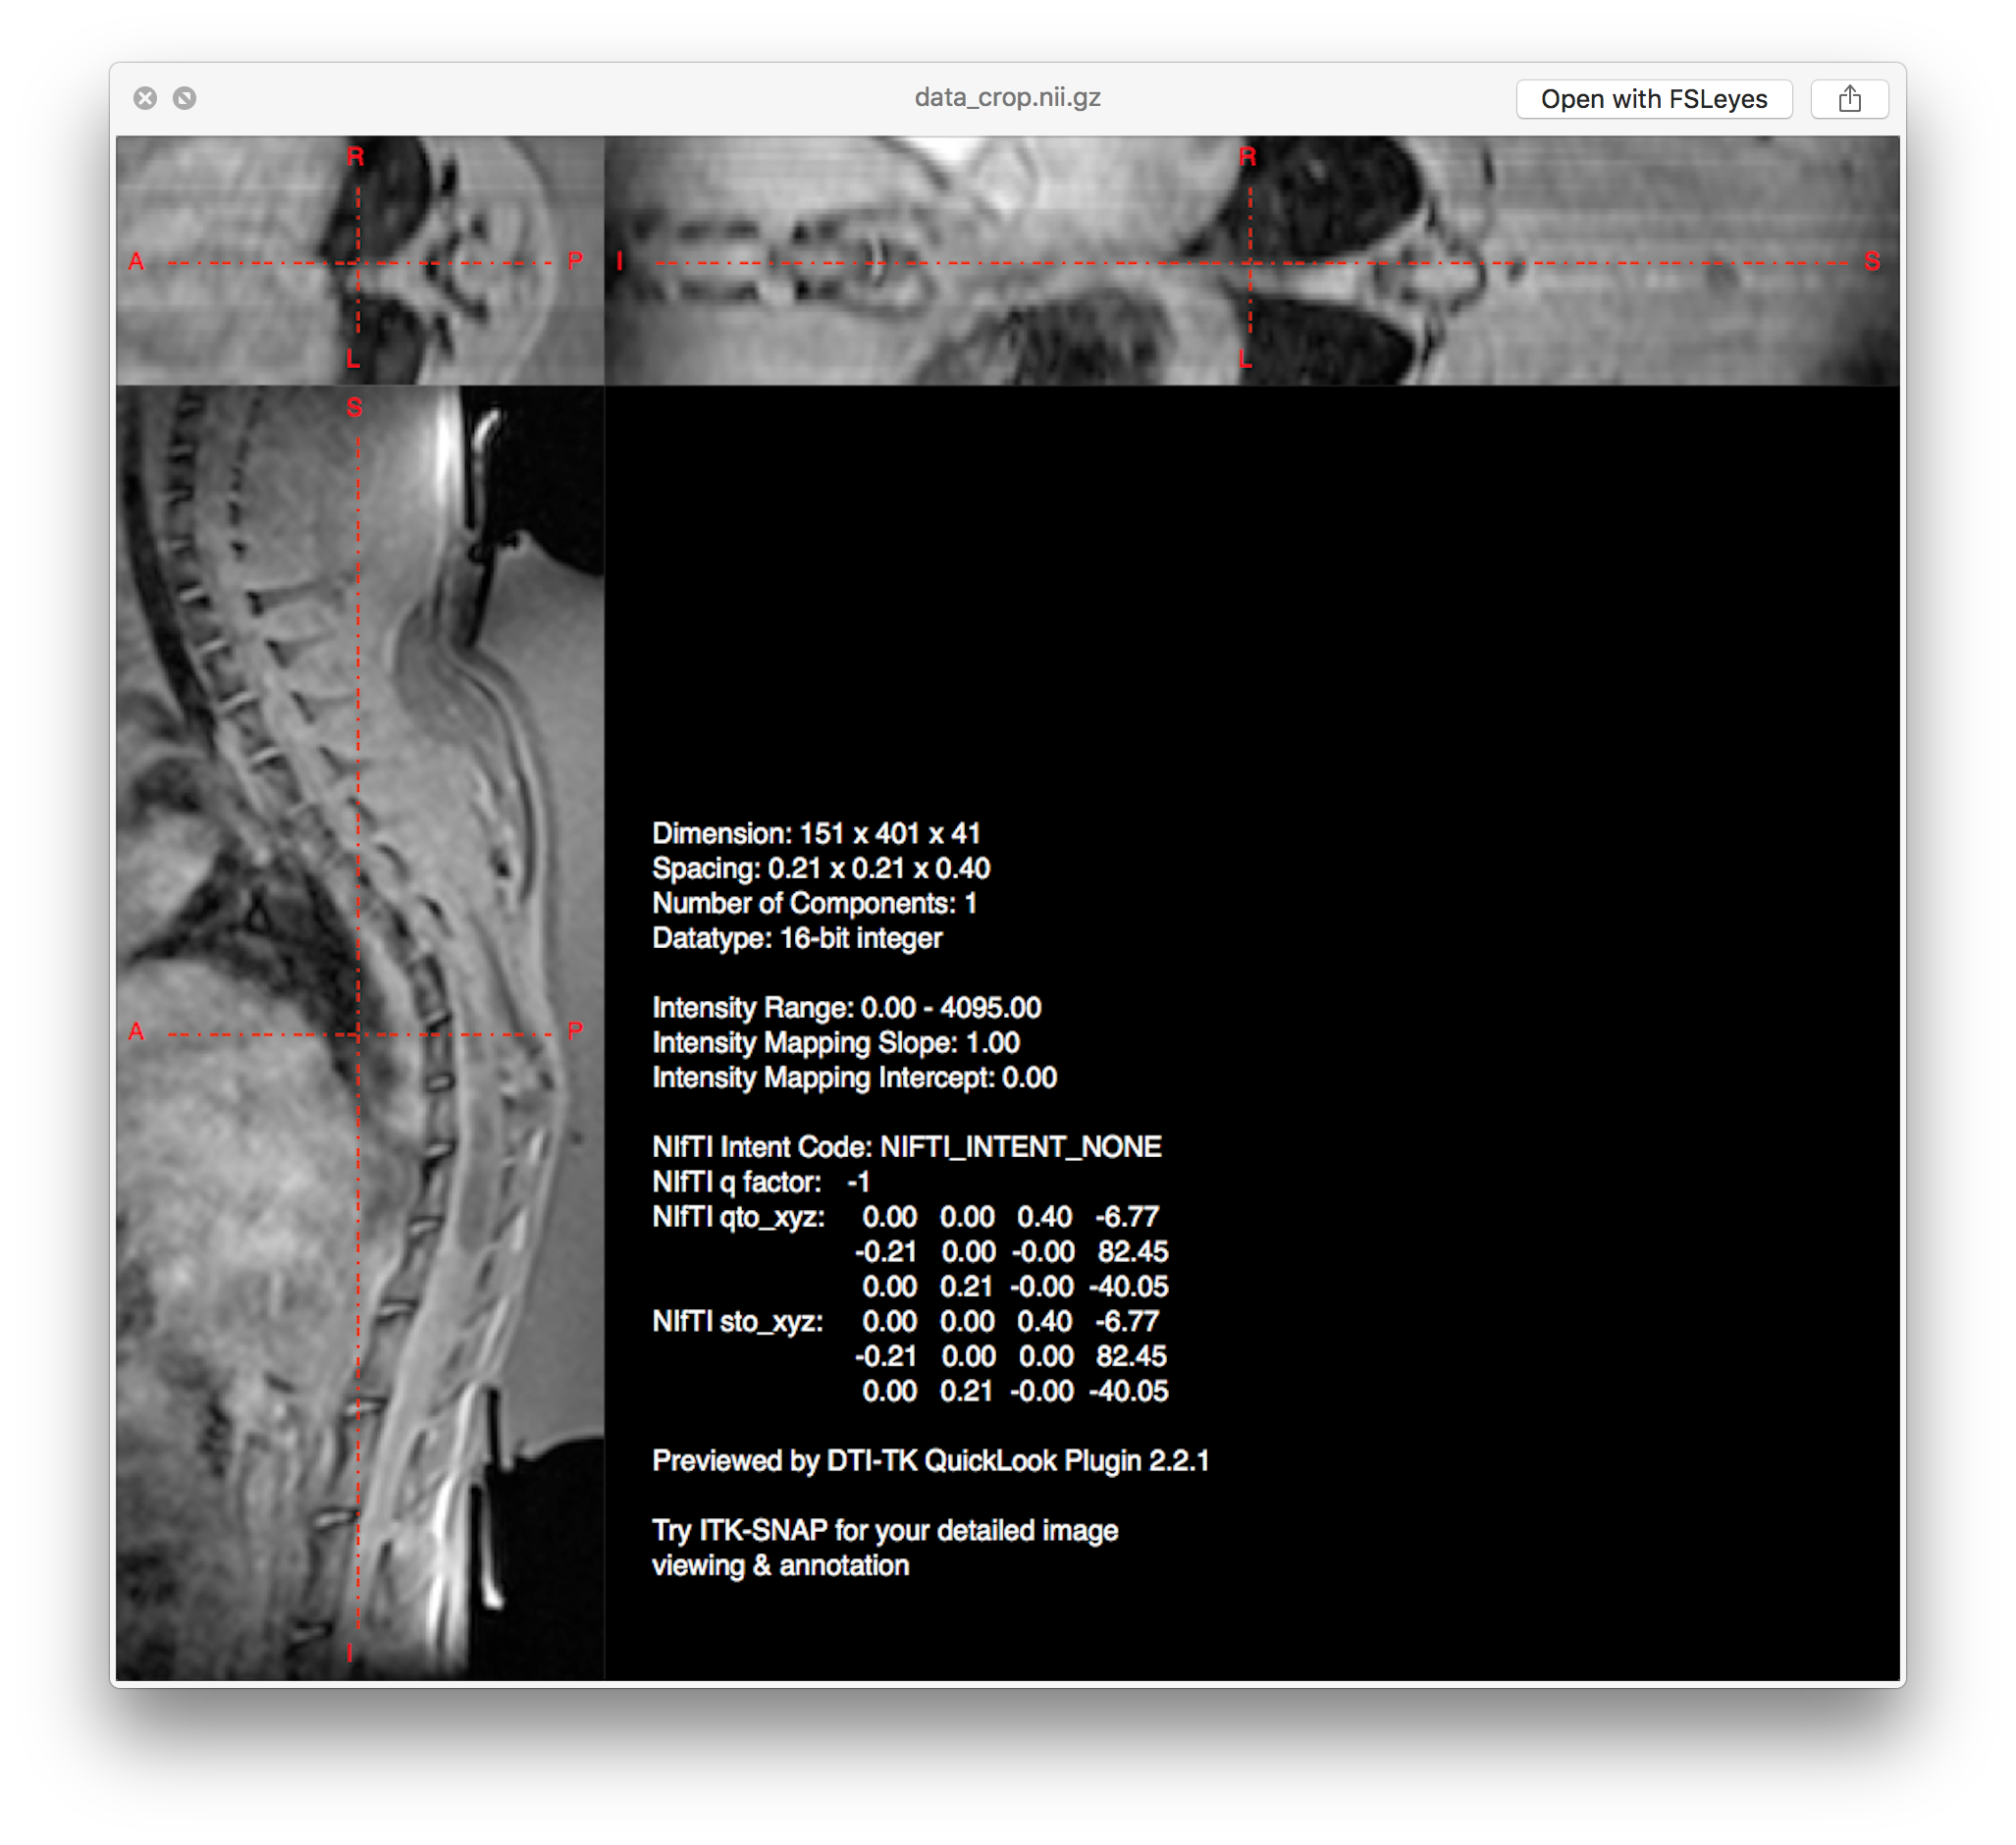 data_crop.nii.gz
Open with FSLeyes
R
R
A
P
I
S
L
L
S
A
P
I
Dimension: 151 x 401 x 41
Spacing: 0.21 x 0.21 x 0.40
Number of Components: 1
Datatype: 16-bit integer
Intensity Range: 0.00 - 4095.00
Intensity Mapping Slope: 1.00
Intensity Mapping Intercept: 0.00
NIfTI Intent Code: NIFTI_INTENT_NONE
NIfTI q factor: -1
NIfTI qto_xyz: 0.00 0.00 0.40 -6.77
-0.21 0.00 -0.00 82.45
0.00 0.21 -0.00 -40.05
NIfTI sto_xyz: 0.00 0.00 0.40 -6.77
-0.21 0.00 0.00 82.45
0.00 0.21 -0.00 -40.05
Previewed by DTI-TK QuickLook Plugin 2.2.1
Try ITK-SNAP for your detailed image
viewing & annotation